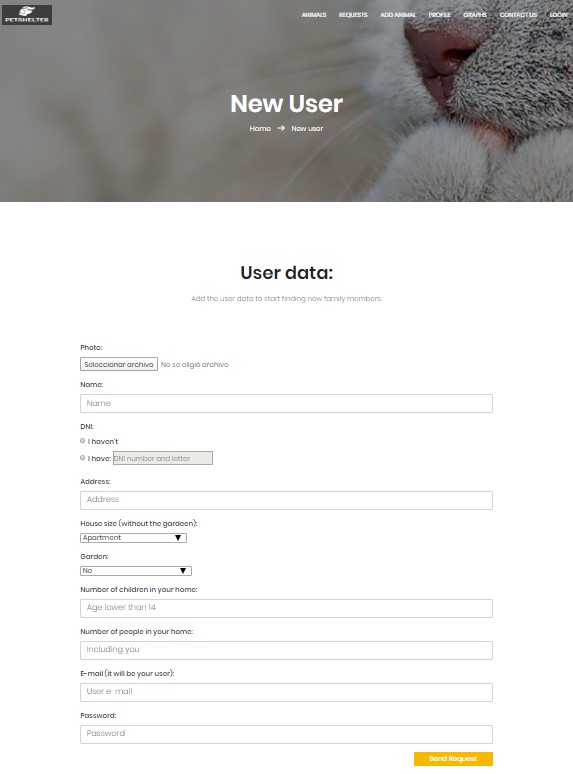 PETSHELTER
ANIMALS REQUESTS ADD ANIMAL PROFILE GRAPHS CONTACT US LOGIN
New User
Home → New user
User data:
Add the user data to start finding new family members.
Photo:
Seleccionar archivo No se eligió archivo
Name:
Name
DNI:
I haven't
I have: DNI number and letter
Address:
Address
House size (without the gardeen):
Apartment
Garden:
No
Number of children in your home:
Age lower than 14
Number of people in your home:
Including you
E-mail (it will be your user):
User e-mail
Password:
Password
Send Request